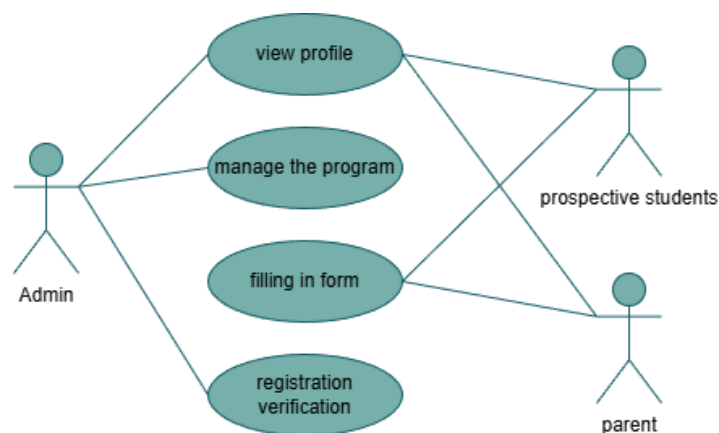 view profile
manage the program
prospective students
filling in form
Admin
registration
verification
parent